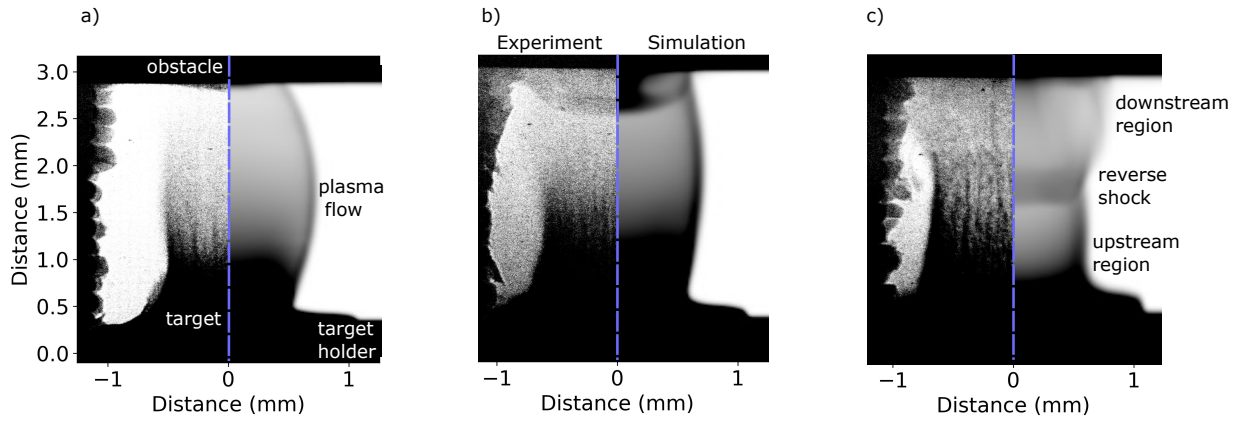 a)
b)
c)
Experiment
Simulation
obstacle
3.0
2.5
2.0
1.5
1.0
0.5
0.0
Distance (mm)
plasma
flow
target
target
holder
downstream
region
reverse
shock
upstream
region
−1
0
1
−1
0
1
−1
0
1
Distance (mm)
Distance (mm)
Distance (mm)